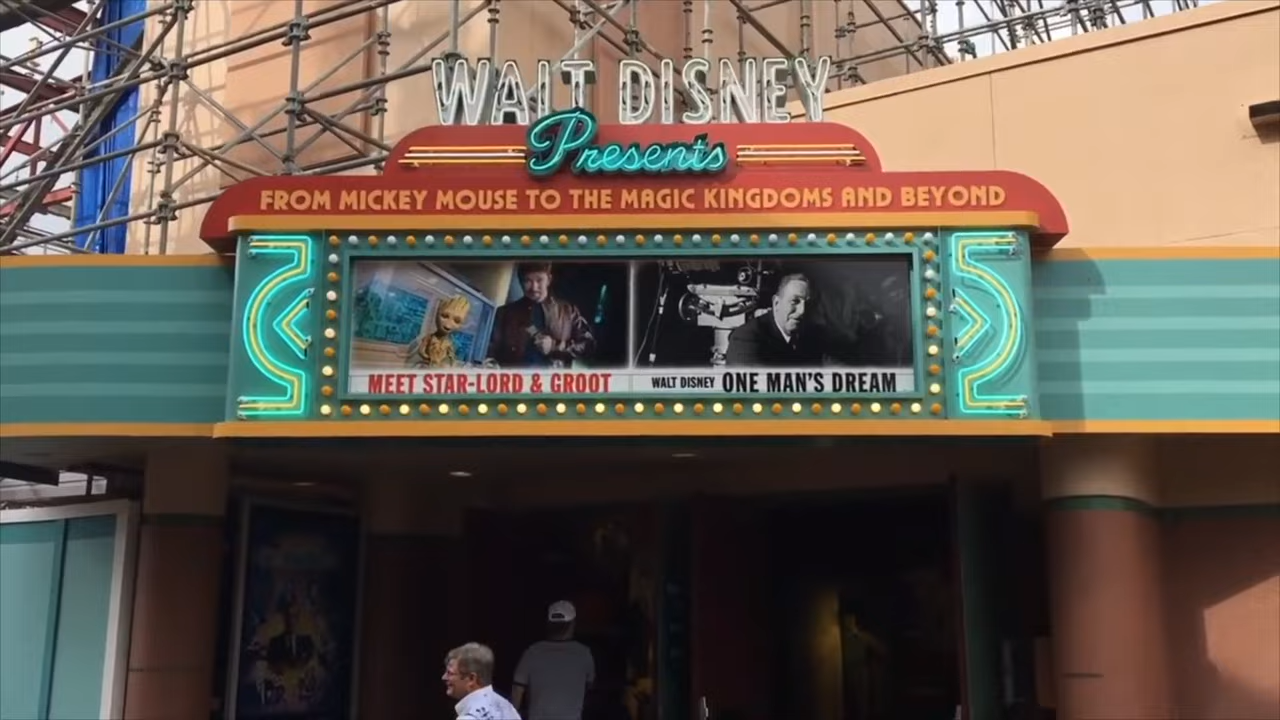 WALT DISNEY
Presents
FROM MICKEY MOUSE TO THE MAGIC KINGDOMS AND BEYOND
MEET STAR-LORD & GROOT
WALT DISNEY ONE MAN'S DREAM